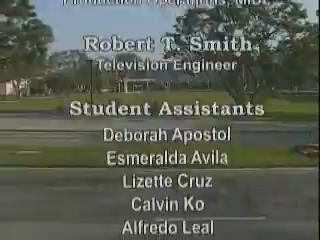 Robert T. Smith
Television Engineer
Student Assistants
Deborah Apostol
Esmeralda Avila
Lizette Cruz
Calvin Ko
Alfredo Leal